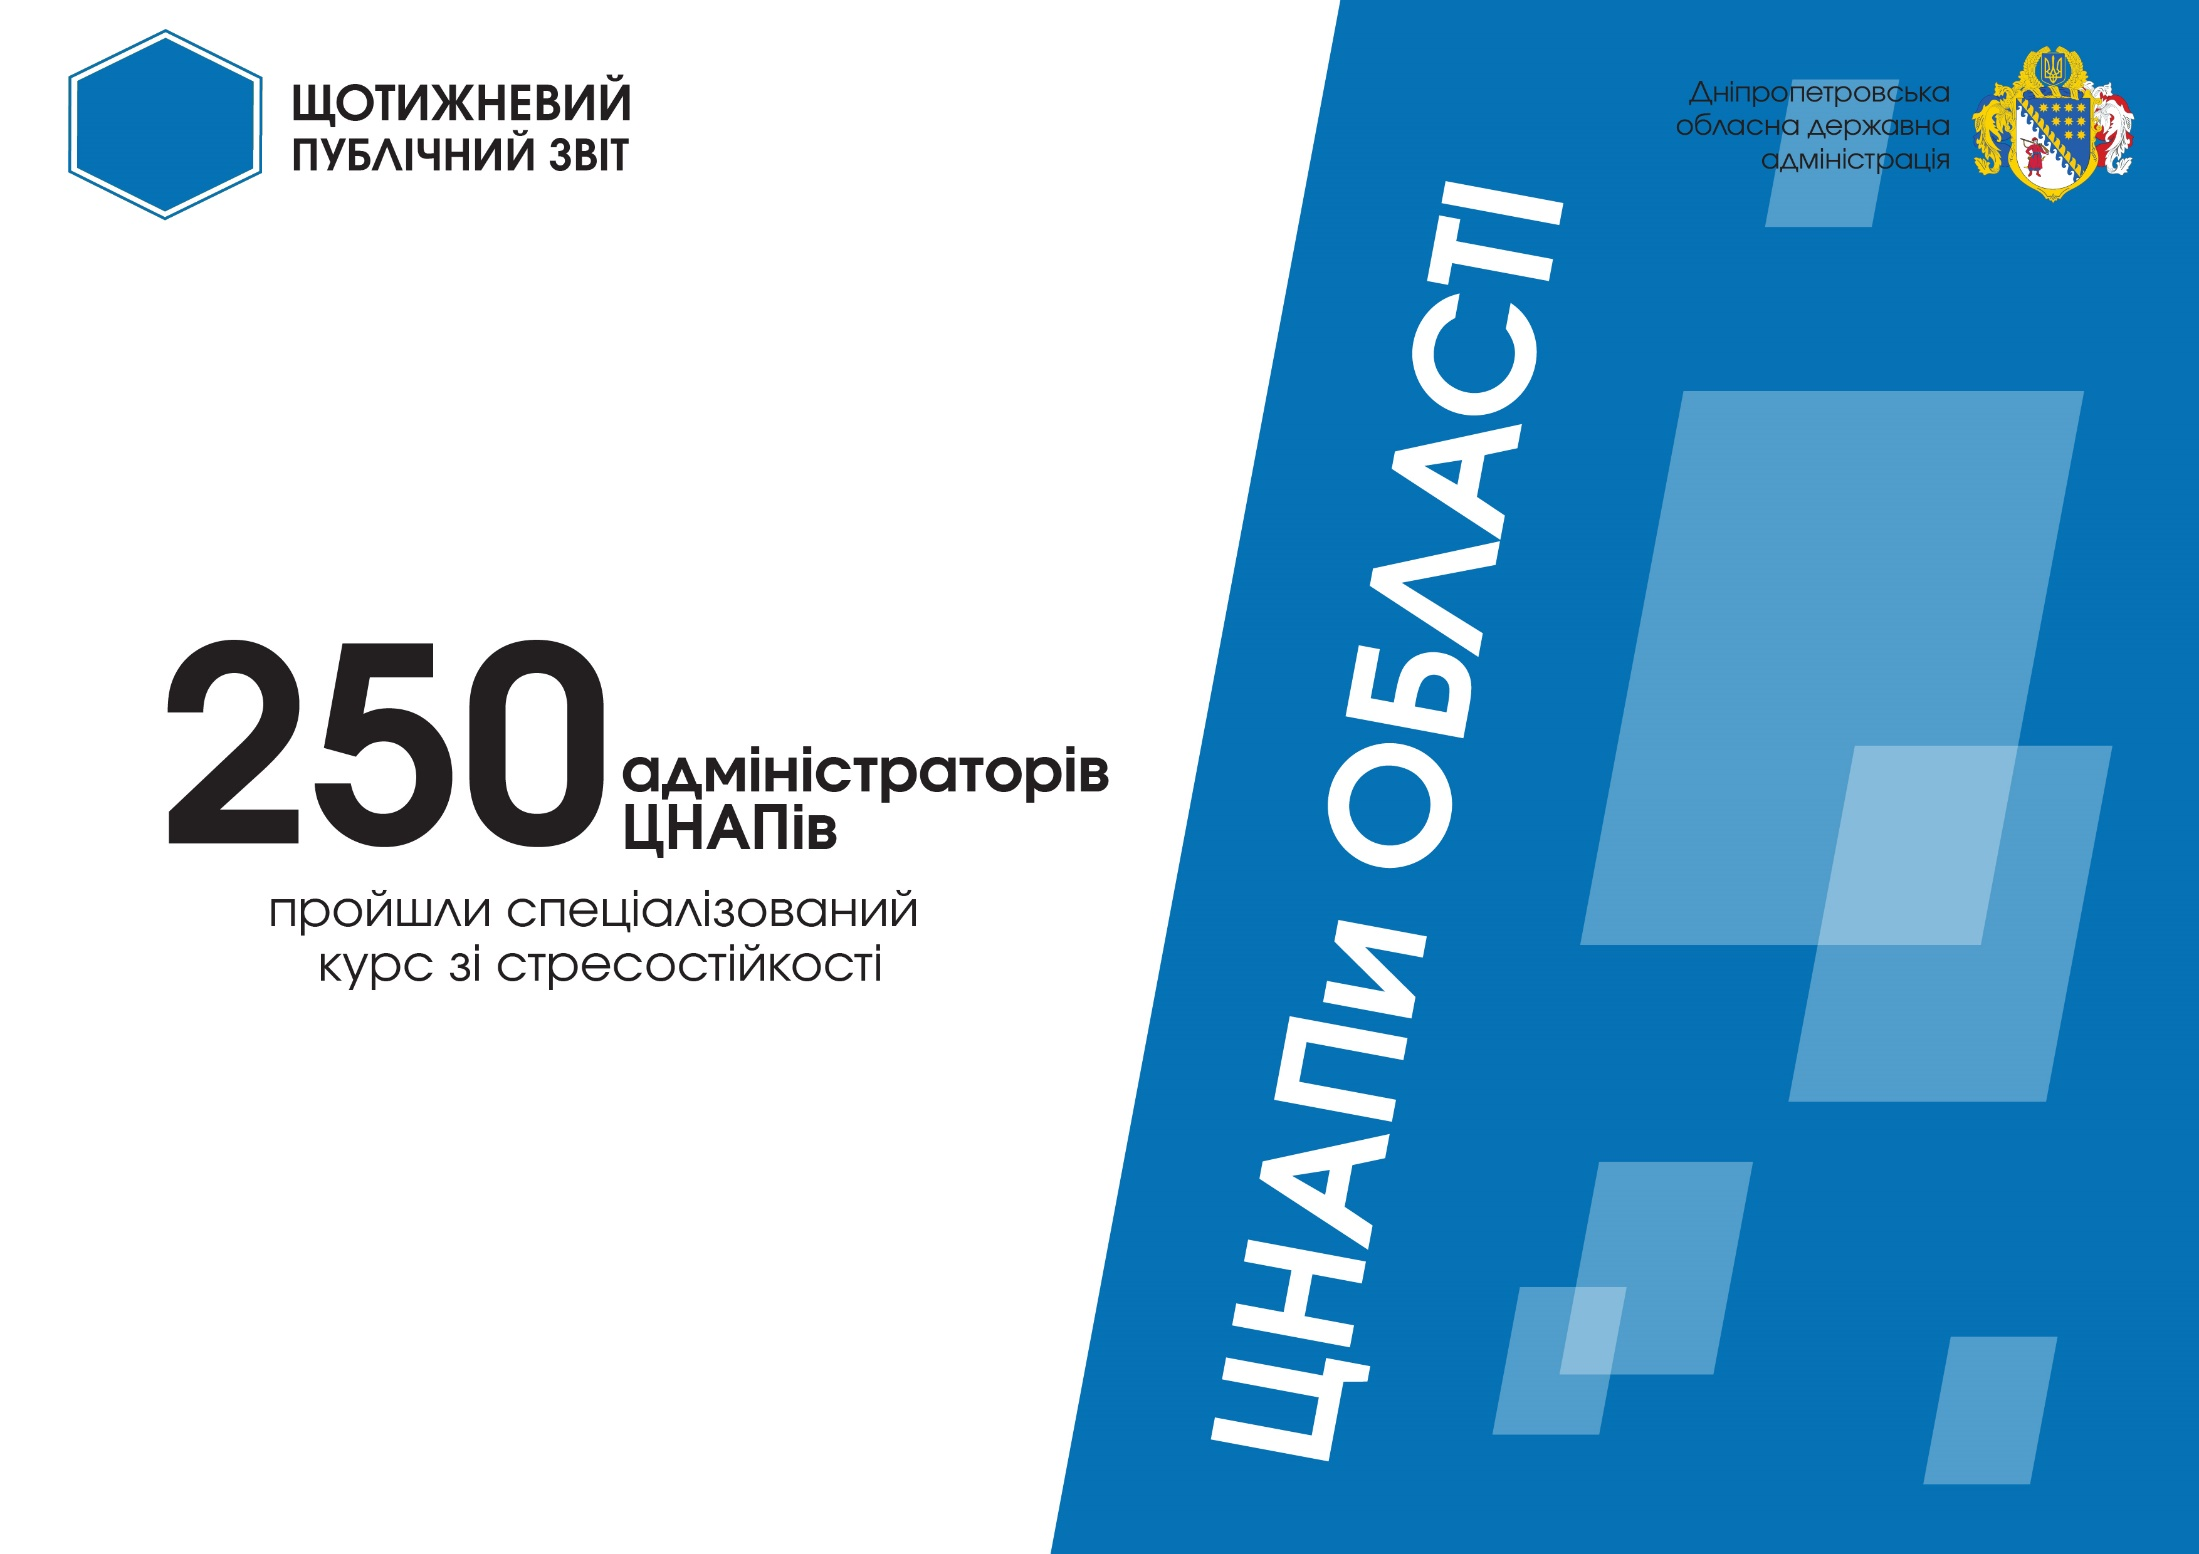 ЩОТИЖНЕВИЙ
ПУБЛІЧНИЙ ЗВІТ
Дніпропетровська
обласна державна
адміністрація
250 адміністраторів
ЦНАПів
пройшли спеціалізований
курс зі стресостійкості
ЦНАПи ОБЛАСТІ